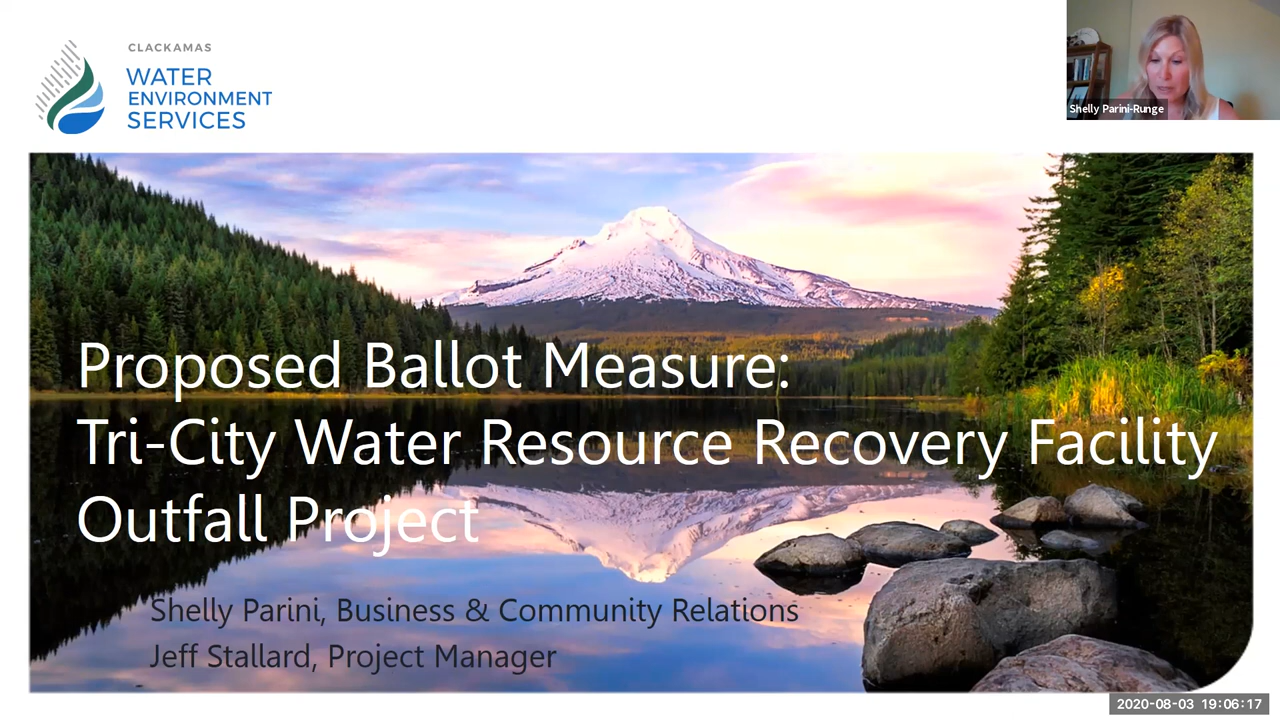 CLACKAMAS
WATER
ENVIRONMENT
SERVICES
Shelly Parini-Runge
Proposed Ballot Measure:
Tri-City Water Resource Recovery Facility
Outfall Project
Shelly Parini, Business & Community Relations
Jeff Stallard, Project Manager
2020-08-03 19:06:17